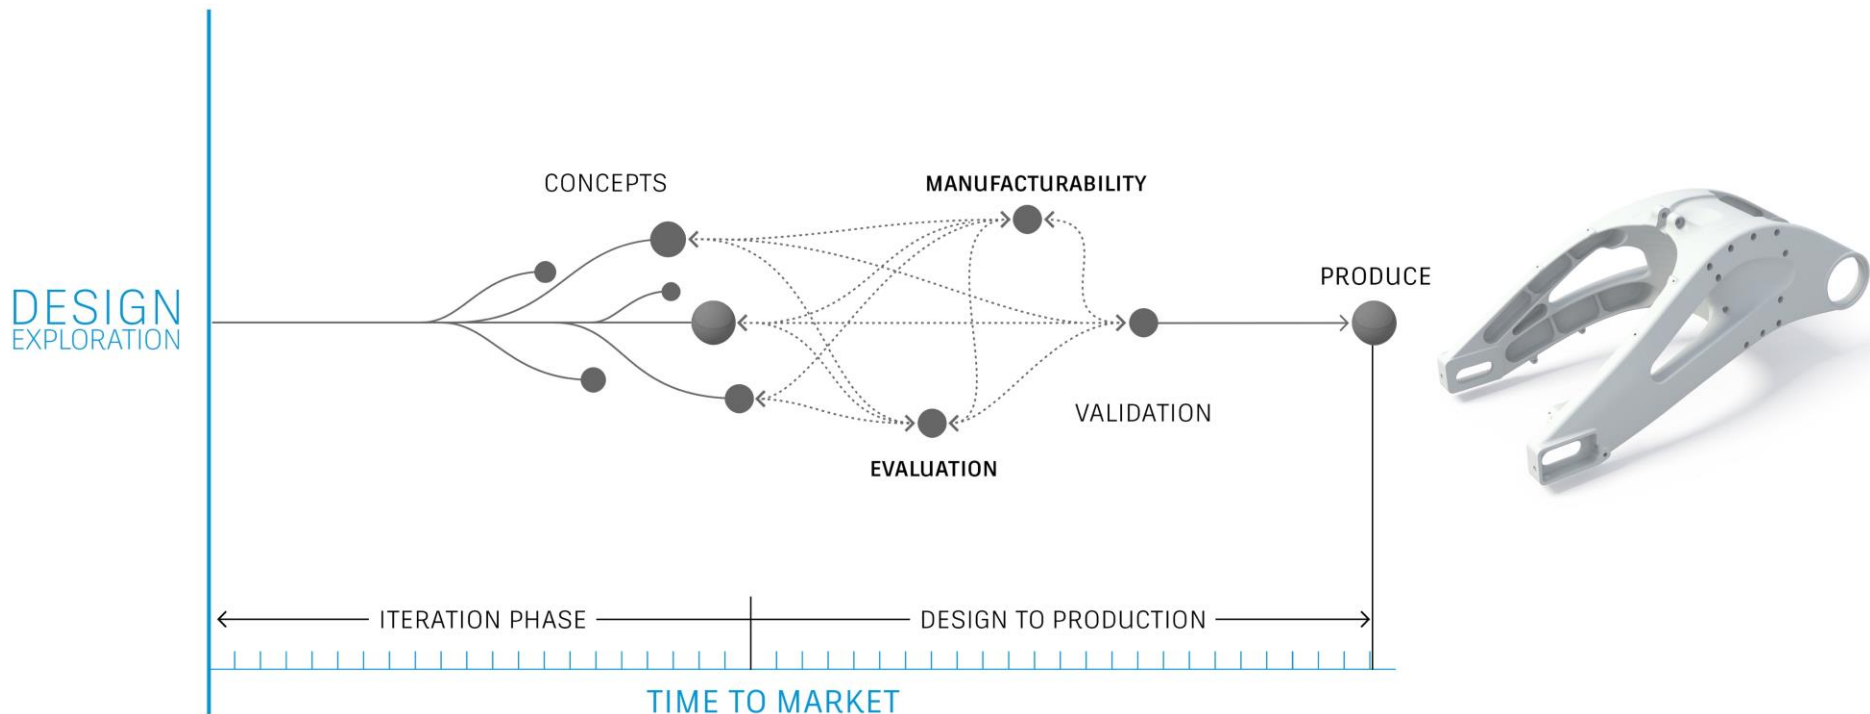 CONCEPTS
MANUFACTURABILITY
PRODUCE
DESIGN
EXPLORATION
VALIDATION
EVALUATION
ITERATION PHASE
DESIGN TO PRODUCTION
TIME TO MARKET